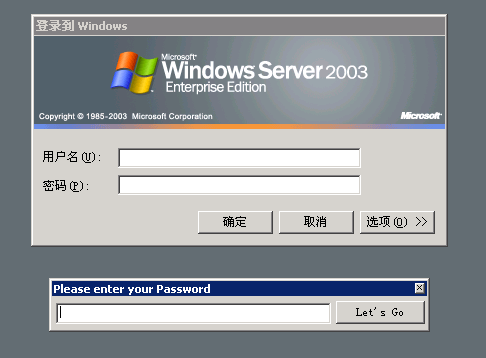 登录到 Windows
Microsoft®
Windows Server 2003
Enterprise Edition
Copyright © 1985-2003 Microsoft Corporation Microsoft®
用户名(U):
密码(P):
确定 取消 选项(O) >>
Please enter your Password
Let's Go